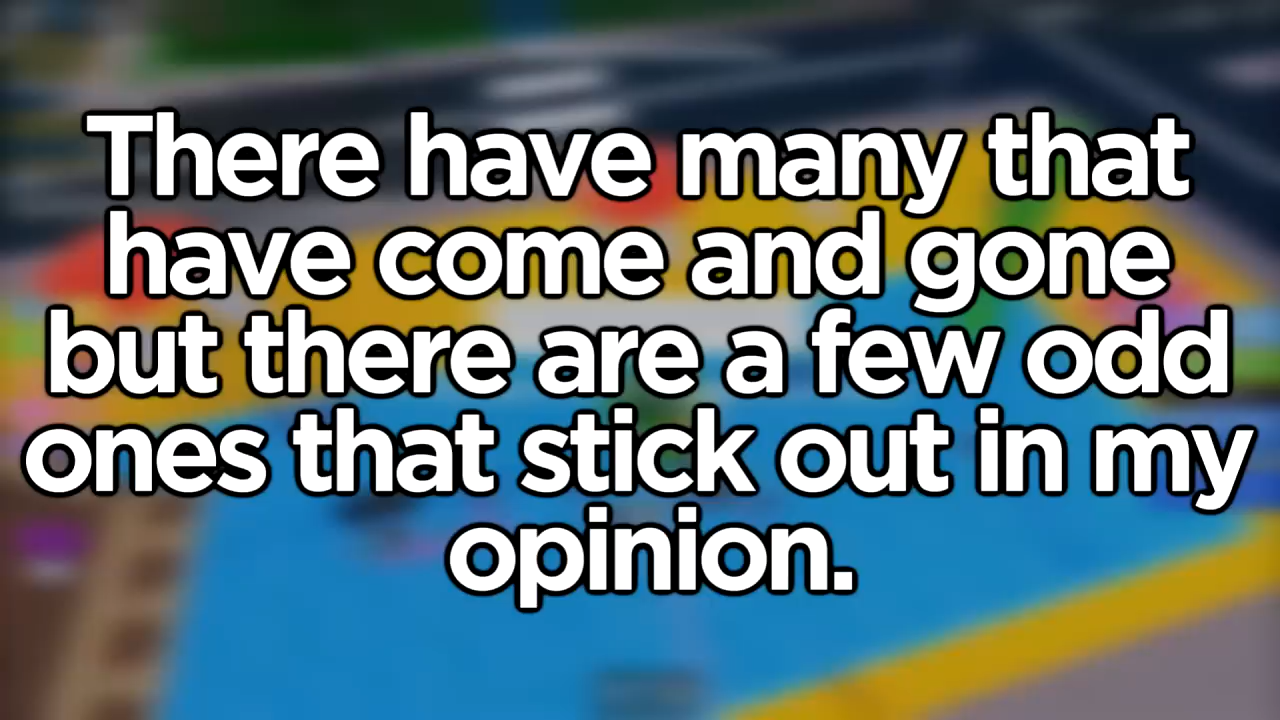 There have many that
have come and gone
but there are a few odd
ones that stick out in my
opinion.